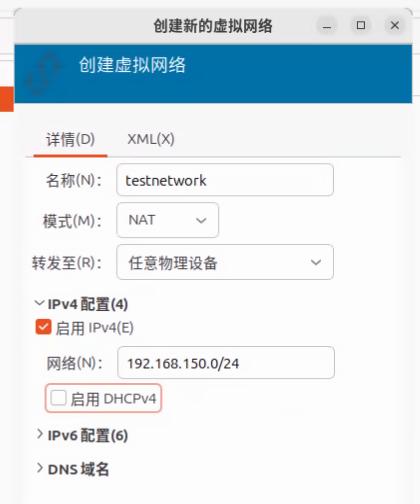 创建新的虚拟网络
创建虚拟网络
详情(D) XML(X)
名称(N): testnetwork
模式(M): NAT
转发至(R): 任意物理设备
IPv4 配置(4)
启用 IPv4(E)
网络(N): 192.168.150.0/24
启用 DHCPv4
IPv6 配置(6)
DNS 域名